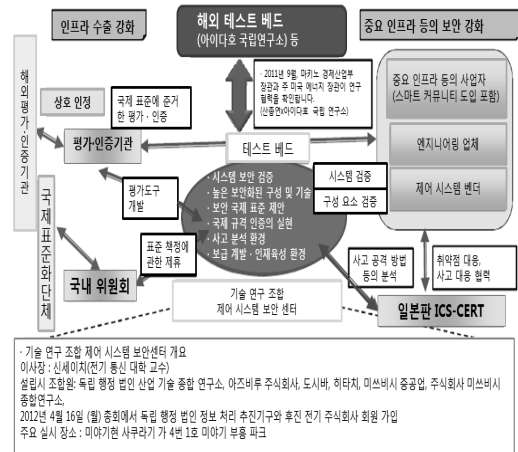 인프라 수출 강화
해외 테스트 베드
(아이다호 국립연구소) 등
중요 인프라 등의 보안 강화
해외 평가·인증기관
상호 인정
국제 표준에 준거
한 평가 · 인증
· 2011년 9월, 마키노 경제산업부
장관과 주 미국 에너지 장관이 연구
협력을 확인합니다.
(산종연x아이다호 국립 연구소)
중요 인프라 등의 사업자
(스마트 커뮤니티 도입 포함)
엔지니어링 업체
제어 시스템 벤더
평가·인증기관
테스트 베드
평가도구
개발
· 시스템 보안 검증
· 높은 보안화된 구성 및 기술
· 보안 국제 표준 제안
· 국제 규격 인증의 실현
· 사고 분석 환경
· 보급 계발 · 인재육성 환경
시스템 검증
구성 요소 검증
국제표준화단체
표준 책정에
관한 제휴
국내 위원회
기술 연구 조합
제어 시스템 보안 센터
사고 공격 방법
등의 분석
취약점 대응,
사고 대응 협력
일본판 ICS-CERT
· 기술 연구 조합 제어 시스템 보안센터 개요
이사장 : 신세이치(전기 통신 대학 교수)
설립시 조합원: 독립 행정 법인 산업 기술 종합 연구소, 아즈비루 주식회사, 도시바, 히타치, 미쓰비시 중공업, 주식회사 미쓰비시
종합연구소,
2012년 4월 16일 (월) 총회에서 독립 행정 법인 정보 처리 추진기구와 후진 전기 주식회사 회원 가입
주요 실시 장소 : 미야기현 사쿠라기 가 4번 1호 미야기 부흥 파크